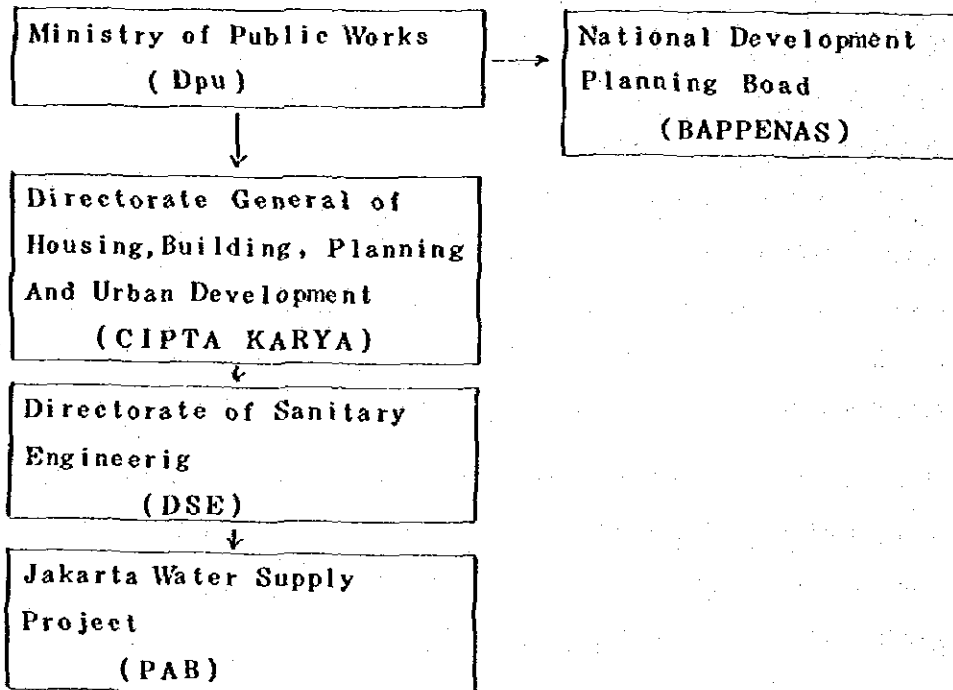 Ministry of Public Works
(Dpu)
National Development
Planning Boad
(BAPPENAS)
Directorate General of
Housing,Building, Planning
And Urban Development
(CIPTA KARYA)
Directorate of Sanitary
Engineerig
(DSE)
Jakarta Water Supply
Project
(PAB)